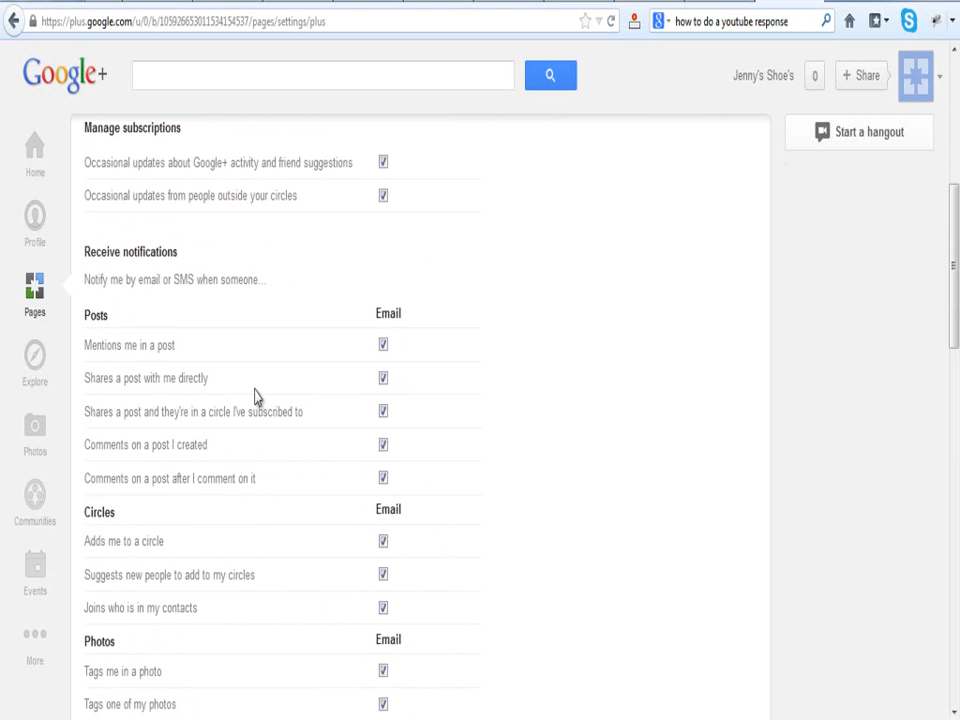 https://plus.google.com/u/0/b/105926653011534154537/pages/settings/plus
how to do a youtube response
Google+
Jenny's Shoe's
0
+ Share
Start a hangout
Home
Profile
Pages
Explore
Photos
Communities
Events
More
Manage subscriptions
Occasional updates about Google+ activity and friend suggestions
Occasional updates from people outside your circles
Receive notifications
Notify me by email or SMS when someone...
Posts Email
Mentions me in a post
Shares a post with me directly
Shares a post and they're in a circle I've subscribed to
Comments on a post I created
Comments on a post after I comment on it
Circles Email
Adds me to a circle
Suggests new people to add to my circles
Joins who is in my contacts
Photos Email
Tags me in a photo
Tags one of my photos